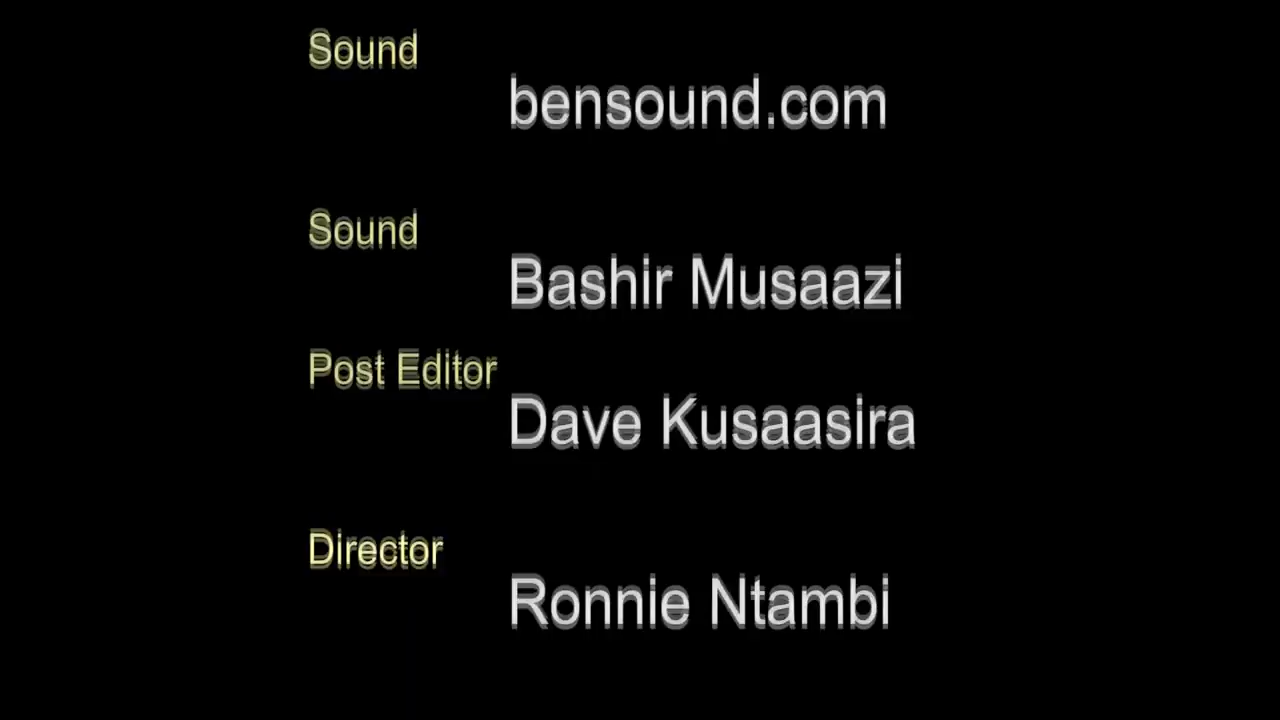 Sound
bensound.com
Sound
Bashir Musaazi
Post Editor
Dave Kusaasira
Director
Ronnie Ntambi